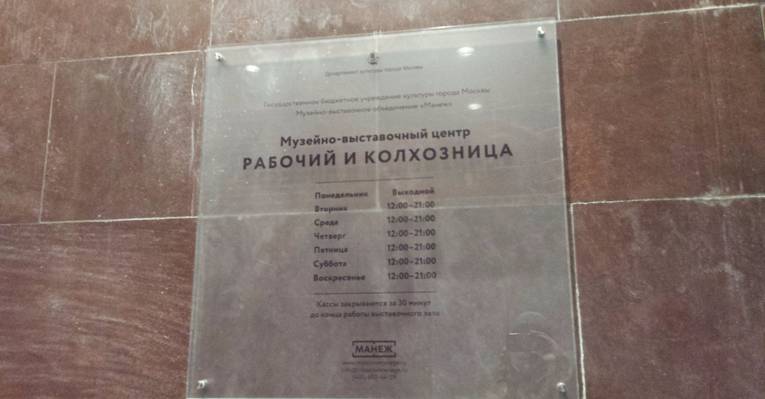 Департамент культуры города Москвы
Государственное бюджетное учреждение культуры города Москвы
Музейно-выставочное объединение «Манеж»
Музейно-выставочный центр
РАБОЧИЙ И КОЛХОЗНИЦА
Понедельник Выходной
Вторник 12:00–21:00
Среда 12:00–21:00
Четверг 12:00–21:00
Пятница 12:00–21:00
Суббота 12:00–21:00
Воскресенье 12:00–21:00
Кассы закрываются за 30 минут
до конца работы выставочного зала
МАНЕЖ